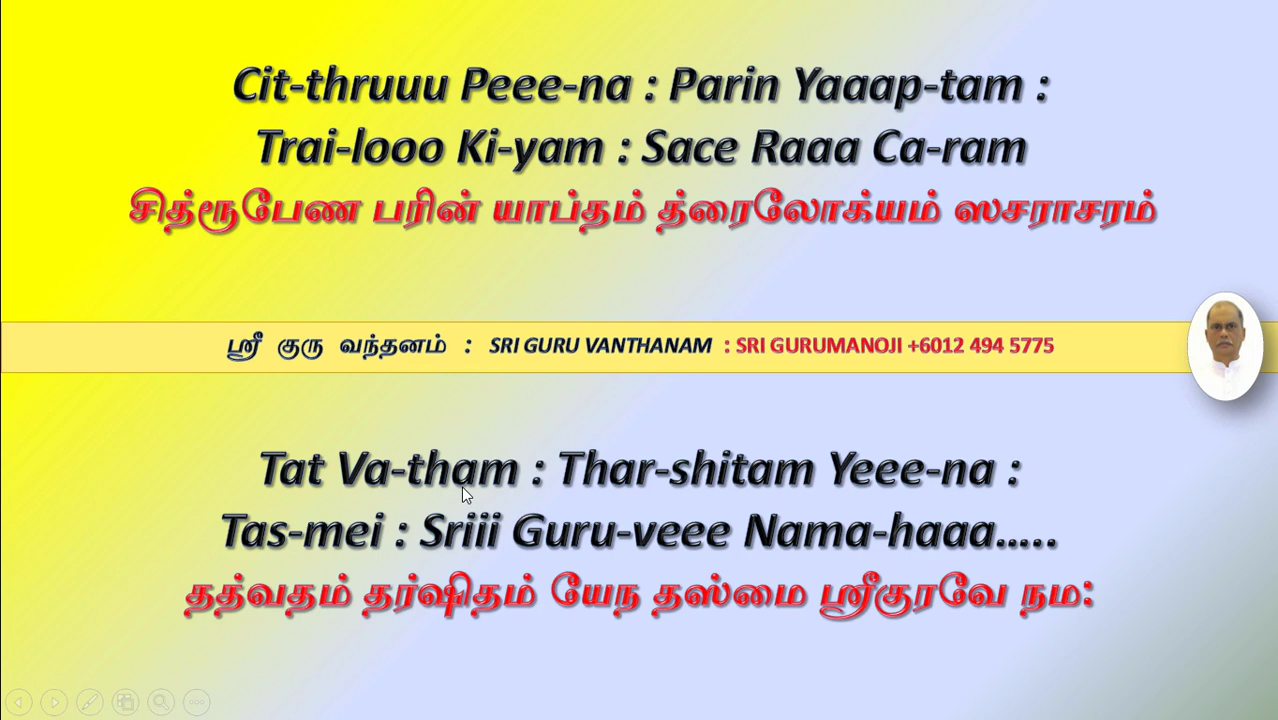 Cit-thruuu Peee-na : Parin Yaaap-tam :
Trai-looo Ki-yam : Sace Raaa Ca-ram
சித்ரூபேண பரின் யாப்தம் த்ரைலோக்யம் ஸசராசரம்
ஸ்ரீ குரு வந்தனம் : SRI GURU VANTHANAM : SRI GURUMANOJI +6012 494 5775
Tat Va-tham : Thar-shitam Yeee-na :
Tas-mei : Sriii Guru-veee Nama-haaa.....
தத்வதம் தர்ஷிதம் யேந தஸ்மை ஸ்ரீகுரவே நம: